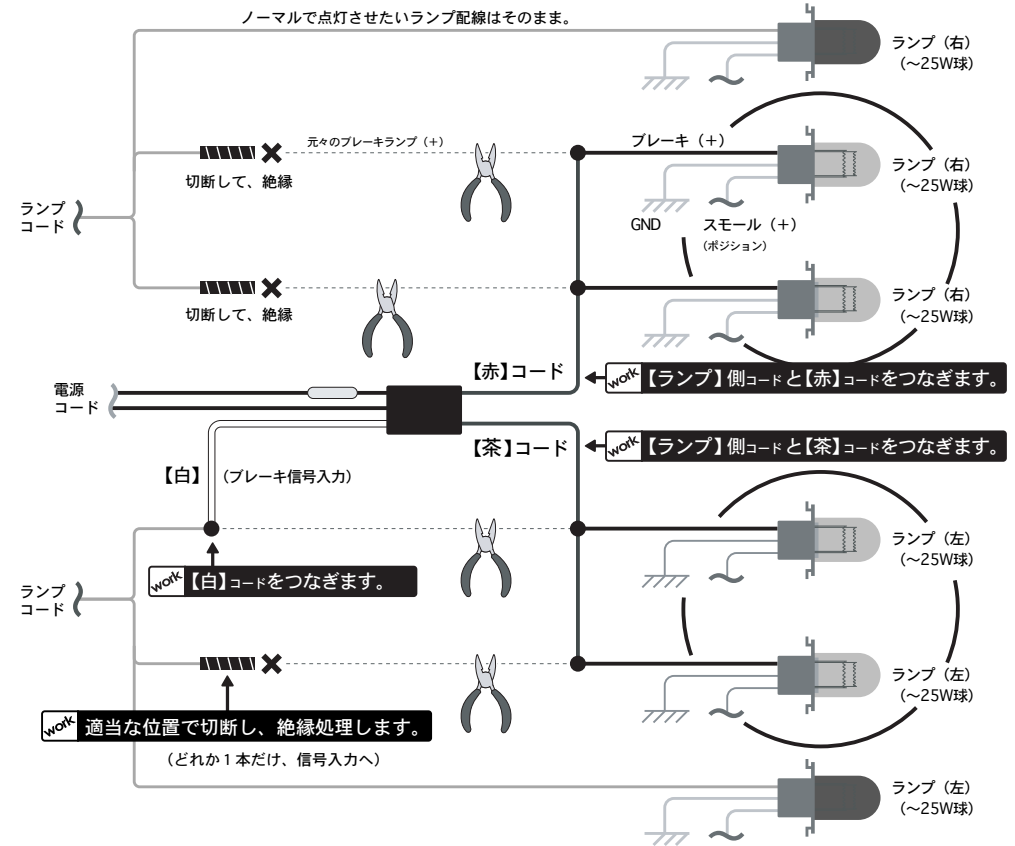 ノーマルで点灯させたいランプ配線はそのまま。
ランプ（右）
（～25W球）
元々のブレーキランプ（＋）
ブレーキ（＋）
切断して、絶縁
ランプ（右）
（～25W球）
ランプ
コード
GND
スモール（＋）
（ポジション）
切断して、絶縁
ランプ（右）
（～25W球）
電源
コード
【赤】コード
work 【ランプ】側コードと【赤】コードをつなぎます。
【茶】コード
work 【ランプ】側コードと【茶】コードをつなぎます。
【白】（ブレーキ信号入力）
ランプ（左）
（～25W球）
work 【白】コードをつなぎます。
ランプ
コード
ランプ（左）
（～25W球）
work 適当な位置で切断し、絶縁処理します。
（どれか１本だけ、信号入力へ）
ランプ（左）
（～25W球）